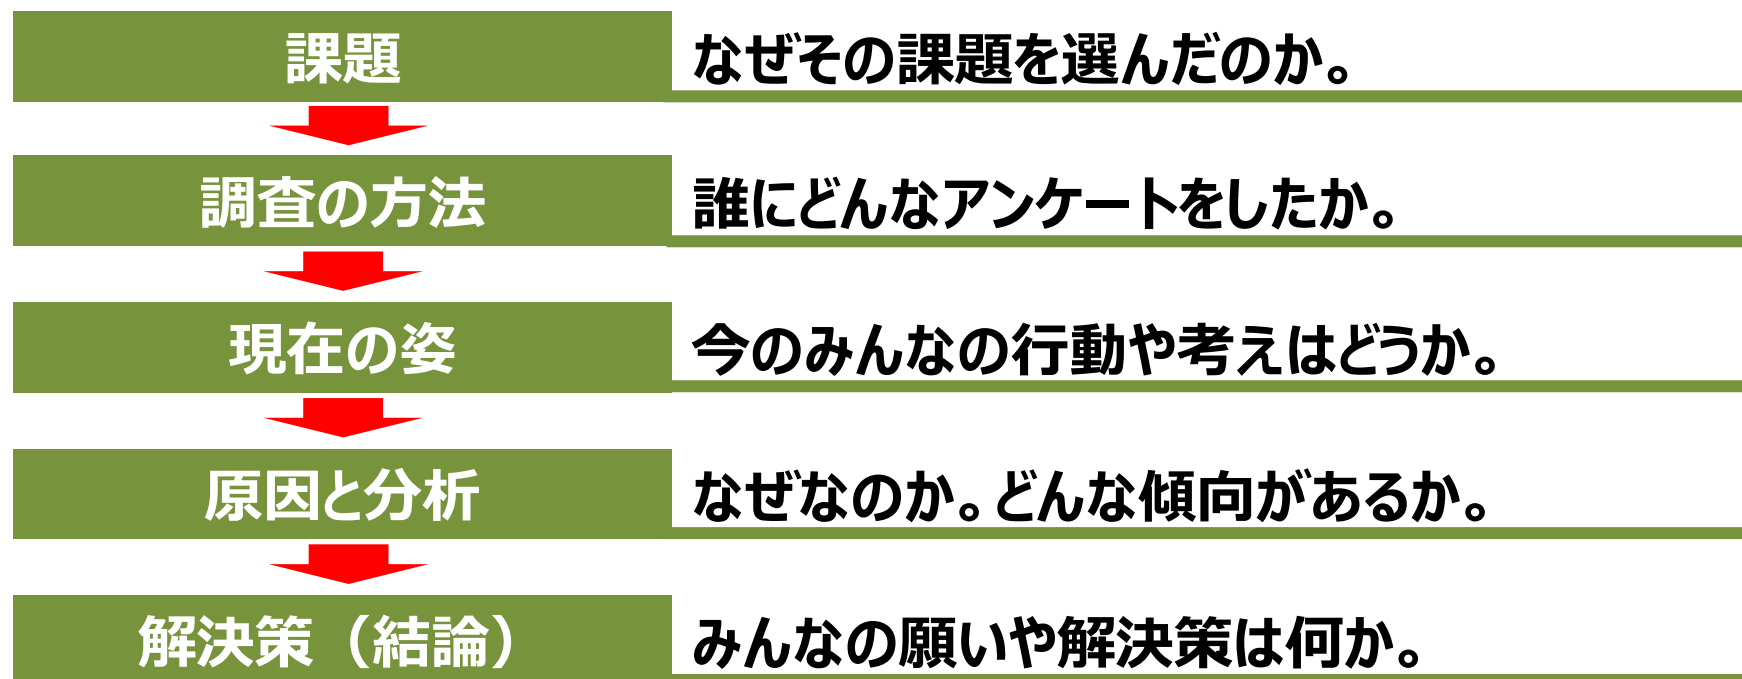 課題
なぜその課題を選んだのか。
調査の方法
誰にどんなアンケートをしたか。
現在の姿
今のみんなの行動や考えはどうか。
原因と分析
なぜなのか。どんな傾向があるか。
解決策（結論）
みんなの願いや解決策は何か。